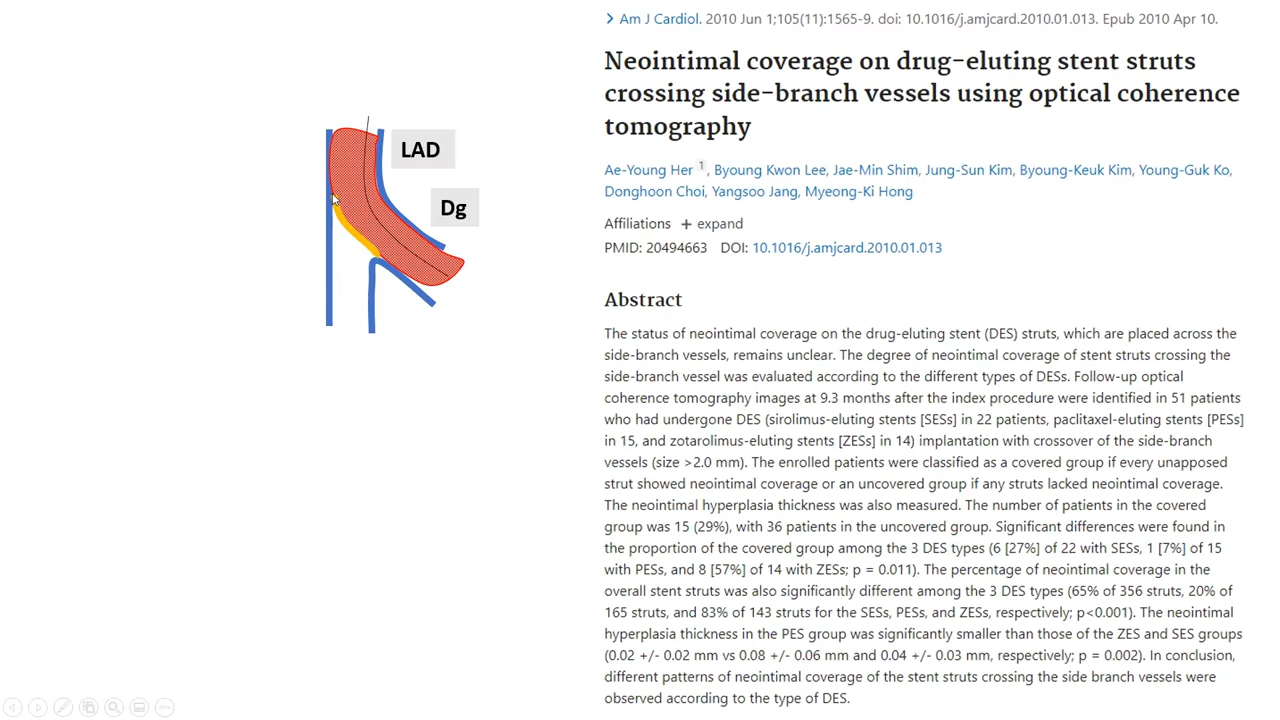 LAD
Dg
Am J Cardiol. 2010 Jun 1;105(11):1565-9. doi: 10.1016/j.amjcard.2010.01.013. Epub 2010 Apr 10.
Neointimal coverage on drug-eluting stent struts
crossing side-branch vessels using optical coherence
tomography
Ae-Young Her 1, Byoung Kwon Lee, Jae-Min Shim, Jung-Sun Kim, Byoung-Keuk Kim, Young-Guk Ko,
Donghoon Choi, Yangsoo Jang, Myeong-Ki Hong
Affiliations + expand
PMID: 20494663 DOI: 10.1016/j.amjcard.2010.01.013
Abstract
The status of neointimal coverage on the drug-eluting stent (DES) struts, which are placed across the
side-branch vessels, remains unclear. The degree of neointimal coverage of stent struts crossing the
side-branch vessel was evaluated according to the different types of DESs. Follow-up optical
coherence tomography images at 9.3 months after the index procedure were identified in 51 patients
who had undergone DES (sirolimus-eluting stents [SESs] in 22 patients, paclitaxel-eluting stents [PESs]
in 15, and zotarolimus-eluting stents [ZESs] in 14) implantation with crossover of the side-branch
vessels (size >2.0 mm). The enrolled patients were classified as a covered group if every unapposed
strut showed neointimal coverage or an uncovered group if any struts lacked neointimal coverage.
The neointimal hyperplasia thickness was also measured. The number of patients in the covered
group was 15 (29%), with 36 patients in the uncovered group. Significant differences were found in
the proportion of the covered group among the 3 DES types (6 [27%] of 22 with SESs, 1 [7%] of 15
with PESs, and 8 [57%] of 14 with ZESs; p = 0.011). The percentage of neointimal coverage in the
overall stent struts was also significantly different among the 3 DES types (65% of 356 struts, 20% of
165 struts, and 83% of 143 struts for the SESs, PESs, and ZESs, respectively; p<0.001). The neointimal
hyperplasia thickness in the PES group was significantly smaller than those of the ZES and SES groups
(0.02 +/- 0.02 mm vs 0.08 +/- 0.06 mm and 0.04 +/- 0.03 mm, respectively; p = 0.002). In conclusion,
different patterns of neointimal coverage of the stent struts crossing the side branch vessels were
observed according to the type of DES.